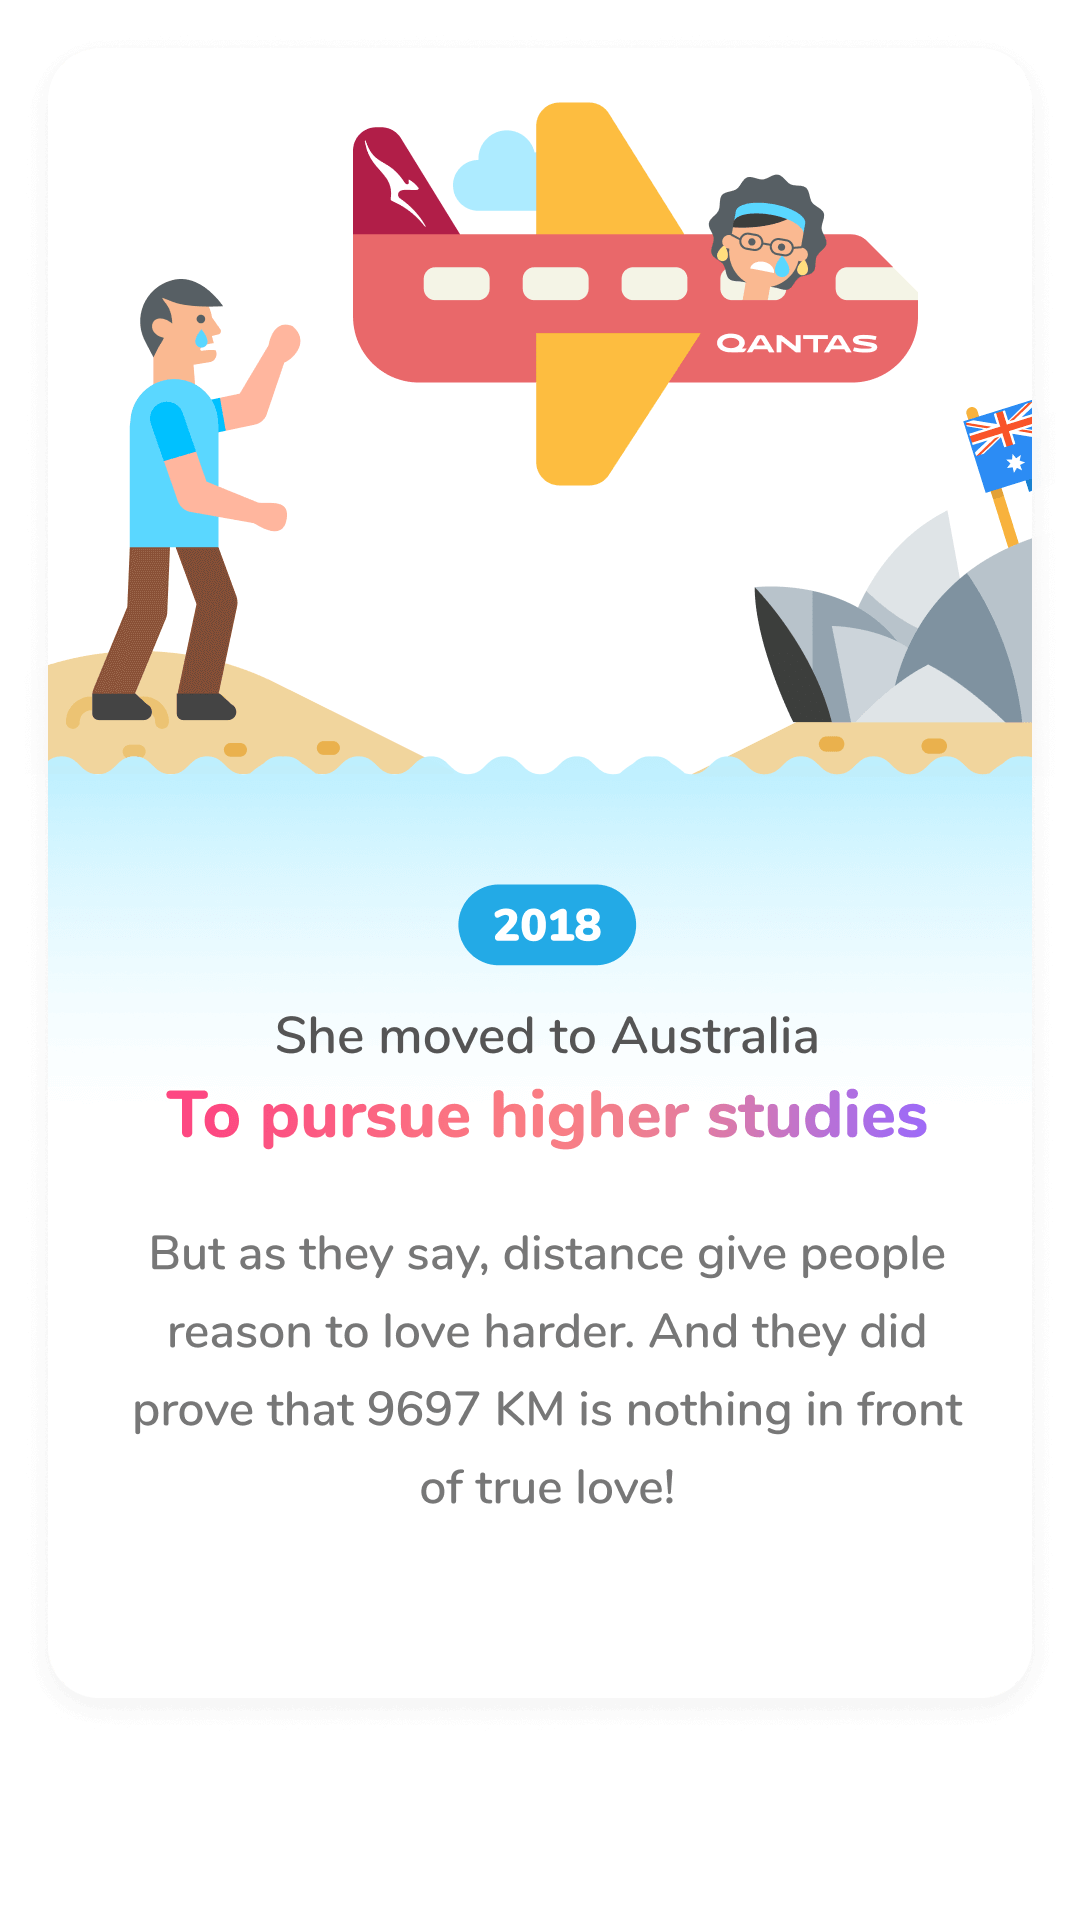 QANTAS
2018
She moved to Australia
To pursue higher studies
But as they say, distance give people
reason to love harder. And they did
prove that 9697 KM is nothing in front
of true love!